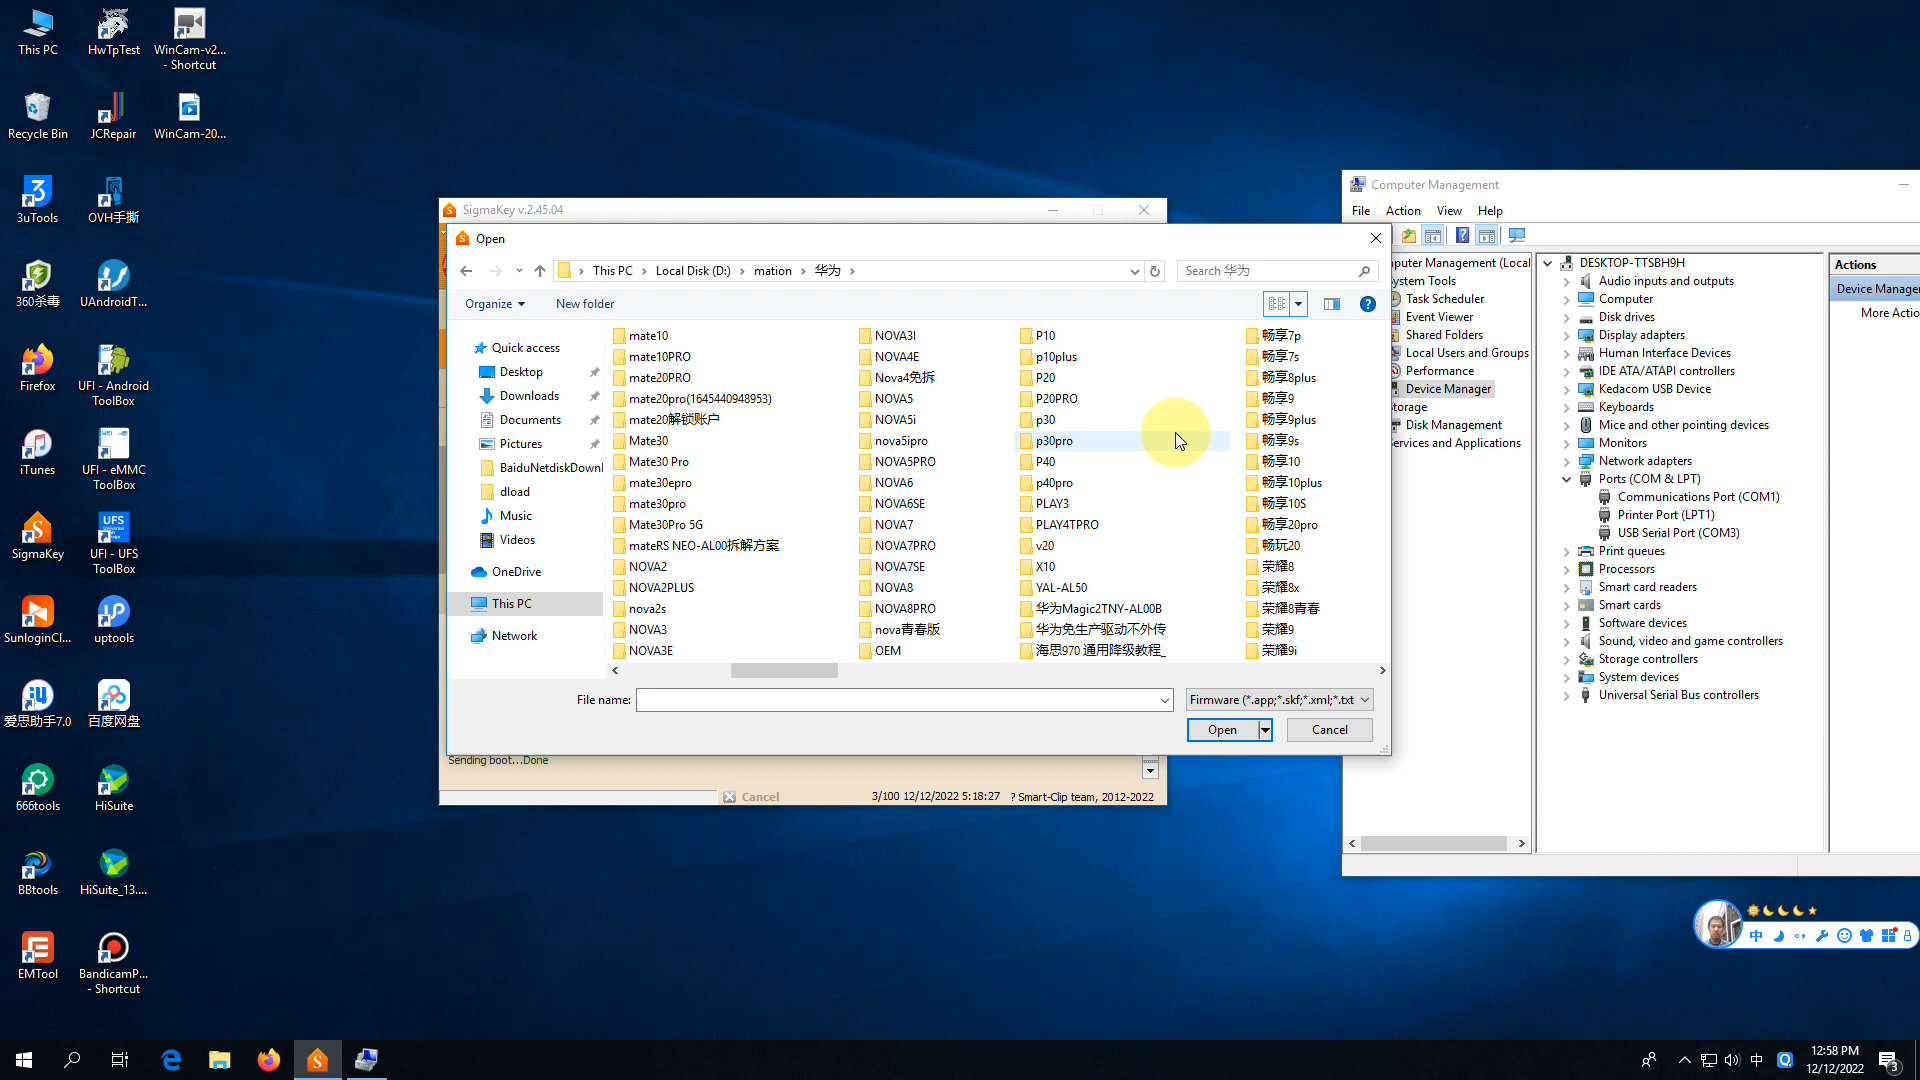 This PC
HwTpTest
WinCam-v2...
- Shortcut
Recycle Bin
JCRepair
WinCam-20...
3uTools
OVH手撕
360杀毒
UAndroidT...
Firefox
UFI - Android
ToolBox
iTunes
UFI - eMMC
ToolBox
SigmaKey
UFS
UFI - UFS
ToolBox
SunloginCl...
uptools
爱思助手7.0
百度网盘
666tools
HiSuite
BBtools
HiSuite_13....
EMTool
BandicamP...
- Shortcut
SigmaKey v.2.45.04
Open
This PC
Local Disk (D:)
mation
华为
Search 华为
Organize
New folder
Quick access
Desktop
Downloads
Documents
Pictures
BaiduNetdiskDownl
dload
Music
Videos
OneDrive
This PC
Network
mate10
mate10PRO
mate20PRO
mate20pro(1645440948953)
mate20解锁账户
Mate30
Mate30 Pro
mate30epro
mate30pro
Mate30Pro 5G
mateRS NEO-AL00拆解方案
NOVA2
NOVA2PLUS
nova2s
NOVA3
NOVA3E
NOVA3I
NOVA4E
Nova4免拆
NOVA5
NOVA5i
nova5ipro
NOVA5PRO
NOVA6
NOVA6SE
NOVA7
NOVA7PRO
NOVA7SE
NOVA8
NOVA8PRO
nova青春版
OEM
P10
p10plus
P20
P20PRO
p30
p30pro
P40
p40pro
PLAY3
PLAY4TPRO
v20
X10
YAL-AL50
华为Magic2TNY-AL00B
华为免生产驱动不外传
海思970 通用降级教程_
畅享7p
畅享7s
畅享8plus
畅享9
畅享9plus
畅享9s
畅享10
畅享10plus
畅享10S
畅享20pro
畅玩20
荣耀8
荣耀8x
荣耀8青春
荣耀9
荣耀9i
File name:
Firmware (*.app;*.skf;*.xml;*.txt
Open
Cancel
Sending boot...Done
Cancel
3/100 12/12/2022 5:18:27
? Smart-Clip team, 2012-2022
Computer Management
File
Action
View
Help
puter Management (Local
ystem Tools
Task Scheduler
Event Viewer
Shared Folders
Local Users and Groups
Performance
Device Manager
torage
Disk Management
ervices and Applications
DESKTOP-TTSBH9H
Audio inputs and outputs
Computer
Disk drives
Display adapters
Human Interface Devices
IDE ATA/ATAPI controllers
Kedacom USB Device
Keyboards
Mice and other pointing devices
Monitors
Network adapters
Ports (COM & LPT)
Communications Port (COM1)
Printer Port (LPT1)
USB Serial Port (COM3)
Print queues
Processors
Smart card readers
Smart cards
Software devices
Sound, video and game controllers
Storage controllers
System devices
Universal Serial Bus controllers
Actions
Device Manager
More Actio
中
中
12:58 PM
12/12/2022
3